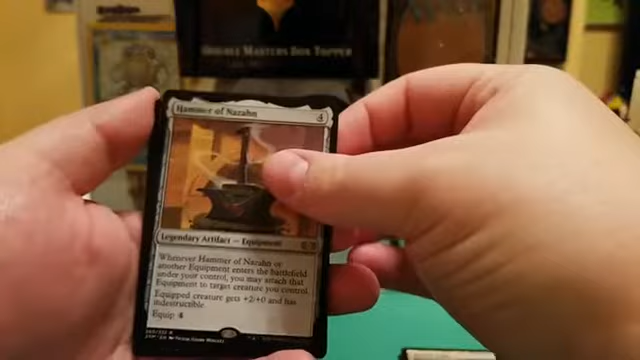 DOUBLE MASTERS BOX TOPPER
Hammer of Nazahn 4
Legendary Artifact — Equipment
Whenever Hammer of Nazahn or
another Equipment enters the battlefield
under your control, you may attach that
Equipment to target creature you control.
Equipped creature gets +2/+0 and has
indestructible.
Equip 4